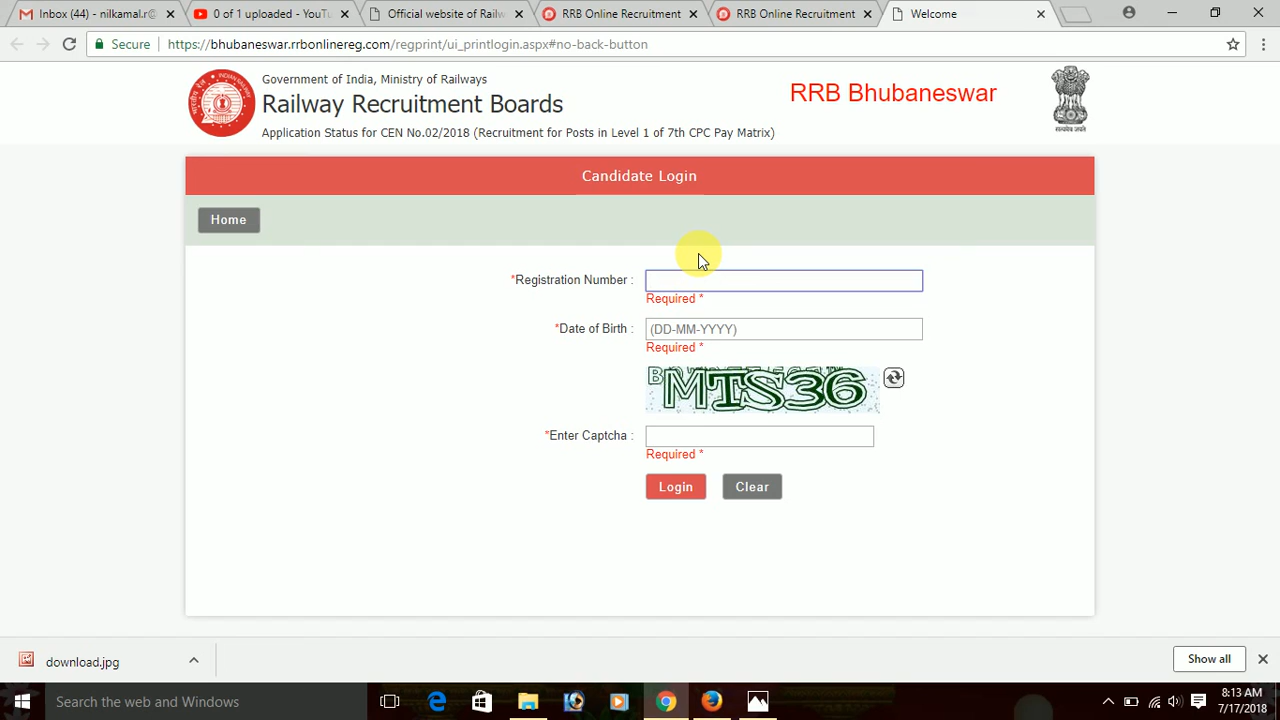 Inbox (44) - nilkamal.r@
0 of 1 uploaded - YouTu
Official website of Railw
RRB Online Recruitment
RRB Online Recruitment
Welcome
Secure
https://bhubaneswar.rrbonlinereg.com/regprint/ui_printlogin.aspx#no-back-button
Government of India, Ministry of Railways
Railway Recruitment Boards
Application Status for CEN No.02/2018 (Recruitment for Posts in Level 1 of 7th CPC Pay Matrix)
RRB Bhubaneswar
Candidate Login
Home
*Registration Number :
Required *
*Date of Birth :
(DD-MM-YYYY)
Required *
MTS36
*Enter Captcha :
Required *
Login
Clear
download.jpg
Show all
Search the web and Windows
8:13 AM
7/17/2018